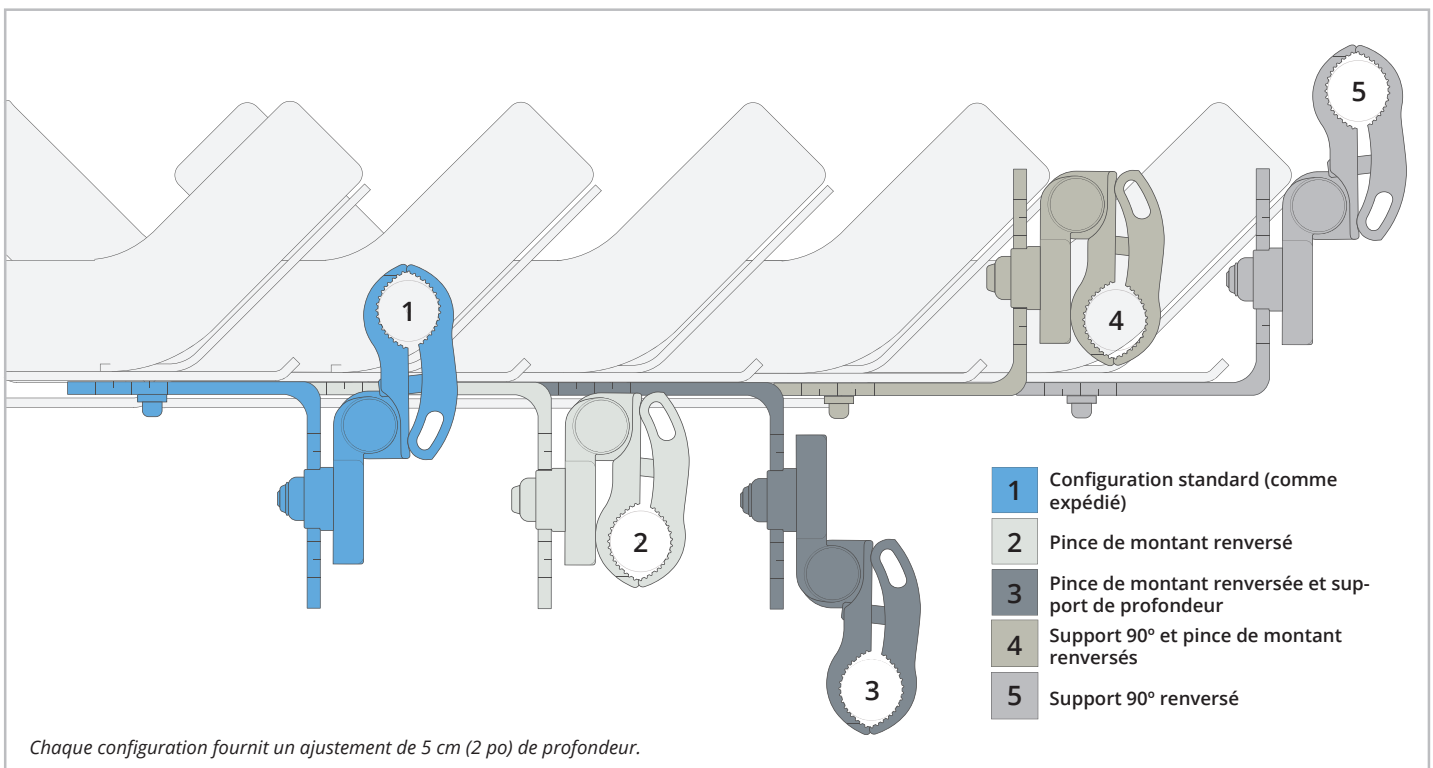 5
1
4
2
3
1 Configuration standard (comme
expédié)
2 Pince de montant renversé
3 Pince de montant renversée et sup-
port de profondeur
4 Support 90º et pince de montant
renversés
5 Support 90º renversé
Chaque configuration fournit un ajustement de 5 cm (2 po) de profondeur.